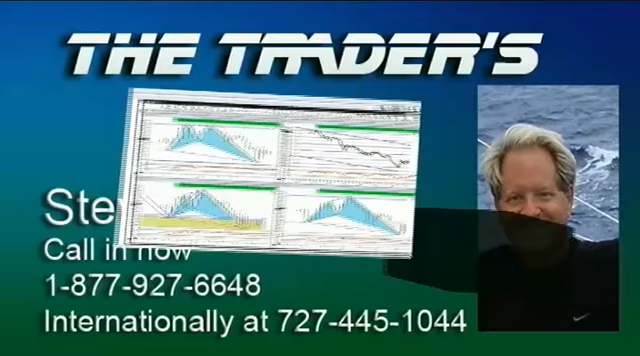 THE TRADER'S
Ste
Call in now
1-877-927-6648
Internationally at 727-445-1044